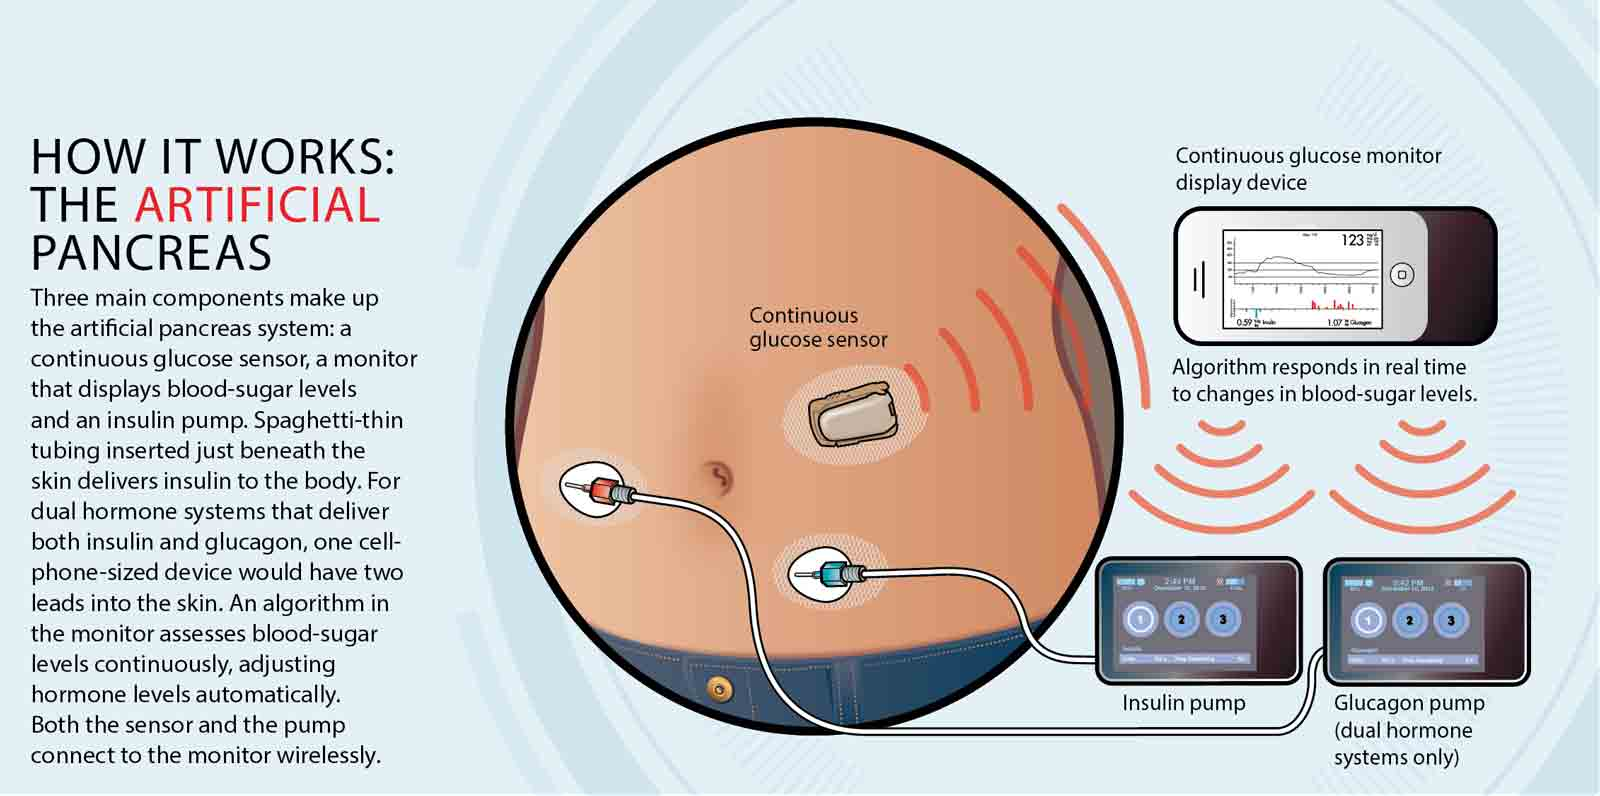 HOW IT WORKS:
THE ARTIFICIAL
PANCREAS
Three main components make up
the artificial pancreas system: a
continuous glucose sensor, a monitor
that displays blood-sugar levels
and an insulin pump. Spaghetti-thin
tubing inserted just beneath the
skin delivers insulin to the body. For
dual hormone systems that deliver
both insulin and glucagon, one cell-
phone-sized device would have two
leads into the skin. An algorithm in
the monitor assesses blood-sugar
levels continuously, adjusting
hormone levels automatically.
Both the sensor and the pump
connect to the monitor wirelessly.
Continuous
glucose sensor
Continuous glucose monitor
display device
123
0.59 Insulin
1.07 Glucagon
Algorithm responds in real time
to changes in blood-sugar levels.
PM
1 2 3
Insulin pump
PM
1 2 3
Glucagon pump
(dual hormone
systems only)